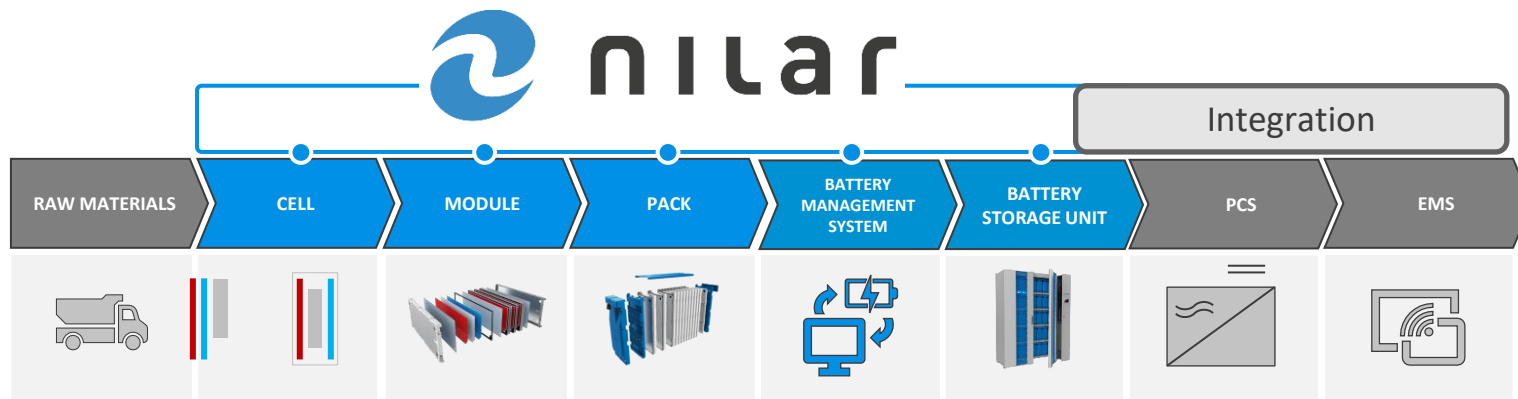 nilar
Integration
RAW MATERIALS
CELL
MODULE
PACK
BATTERY
MANAGEMENT
SYSTEM
BATTERY
STORAGE UNIT
PCS
EMS